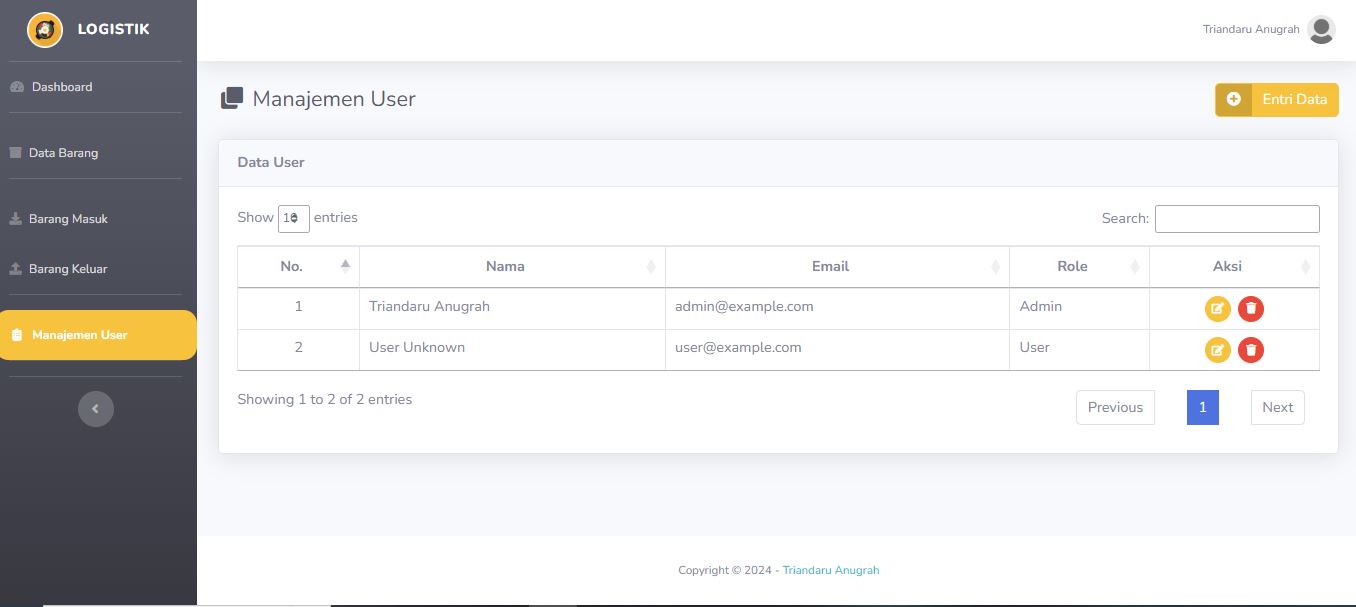 LOGISTIK
Triandaru Anugrah
Dashboard
Data Barang
Barang Masuk
Barang Keluar
Manajemen User
Manajemen User
Entri Data
Data User
Show 10 entries
Search:
No. Nama Email Role Aksi
1 Triandaru Anugrah admin@example.com Admin
2 User Unknown user@example.com User
Showing 1 to 2 of 2 entries
Previous 1 Next
Copyright © 2024 - Triandaru Anugrah